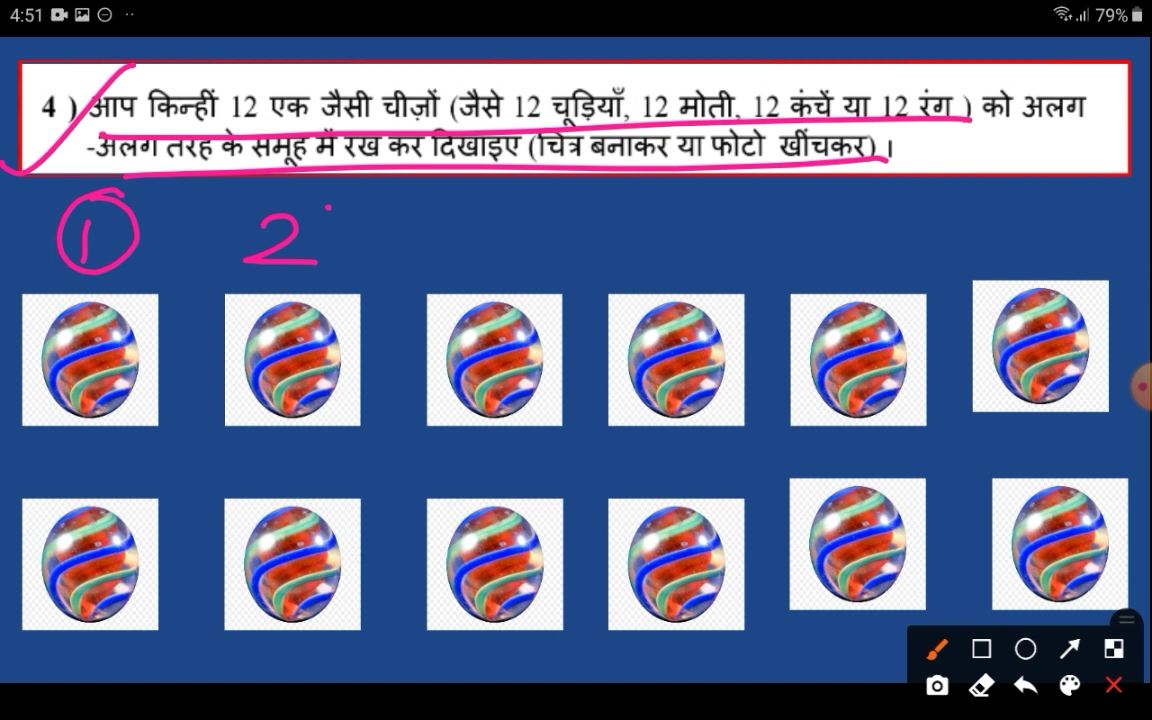 4:51
79%
4 ) आप किन्हीं 12 एक जैसी चीज़ों (जैसे 12 चूड़ियाँ, 12 मोती, 12 कंचें या 12 रंग ) को अलग
-अलग तरह के समूह में रख कर दिखाइए (चित्र बनाकर या फोटो खींचकर) ।
1 2